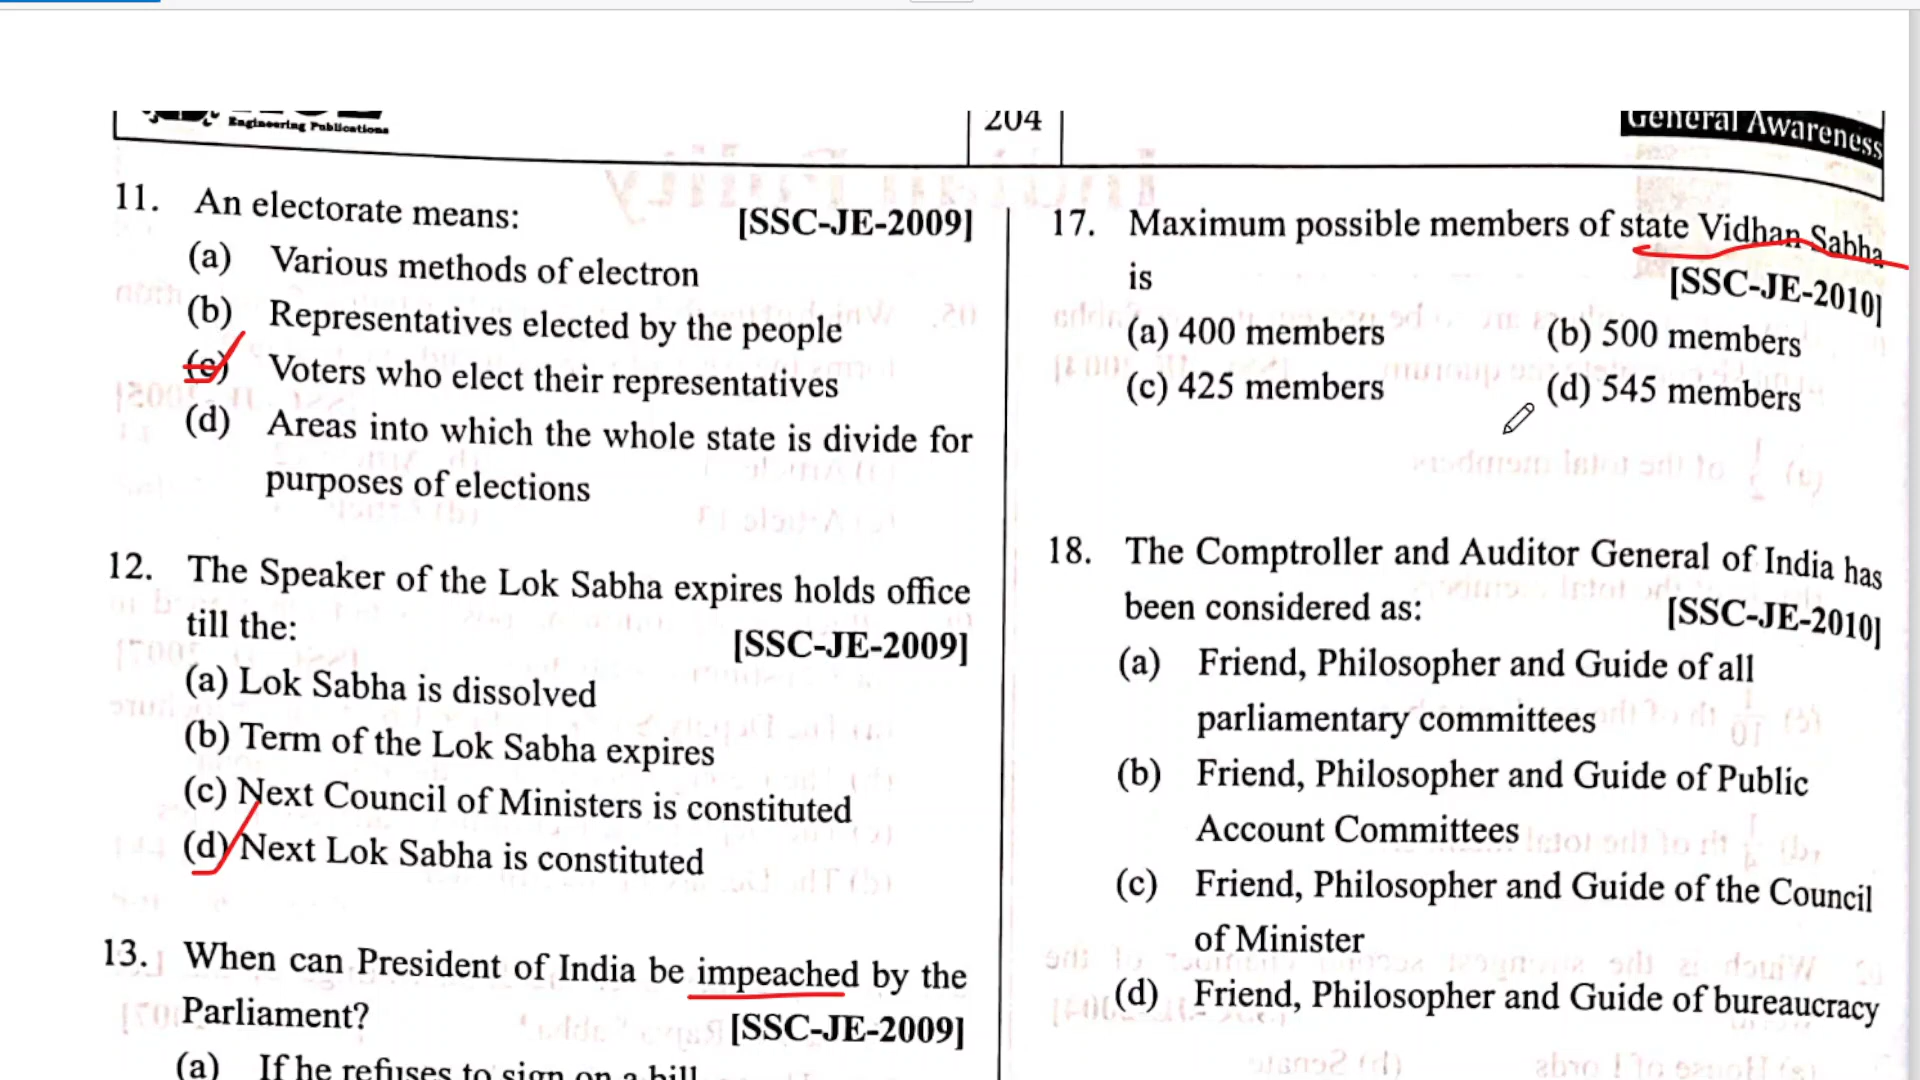 Engineering Publications
204
General Awareness
11. An electorate means: [SSC-JE-2009]
(a) Various methods of electron
(b) Representatives elected by the people
(c) Voters who elect their representatives
(d) Areas into which the whole state is divide for
purposes of elections
12. The Speaker of the Lok Sabha expires holds office
till the: [SSC-JE-2009]
(a) Lok Sabha is dissolved
(b) Term of the Lok Sabha expires
(c) Next Council of Ministers is constituted
(d) Next Lok Sabha is constituted
13. When can President of India be impeached by the
Parliament? [SSC-JE-2009]
(a) If he refuses to sign on a bill
17. Maximum possible members of state Vidhan Sabha
is [SSC-JE-2010]
(a) 400 members (b) 500 members
(c) 425 members (d) 545 members
18. The Comptroller and Auditor General of India has
been considered as: [SSC-JE-2010]
(a) Friend, Philosopher and Guide of all
parliamentary committees
(b) Friend, Philosopher and Guide of Public
Account Committees
(c) Friend, Philosopher and Guide of the Council
of Minister
(d) Friend, Philosopher and Guide of bureaucracy